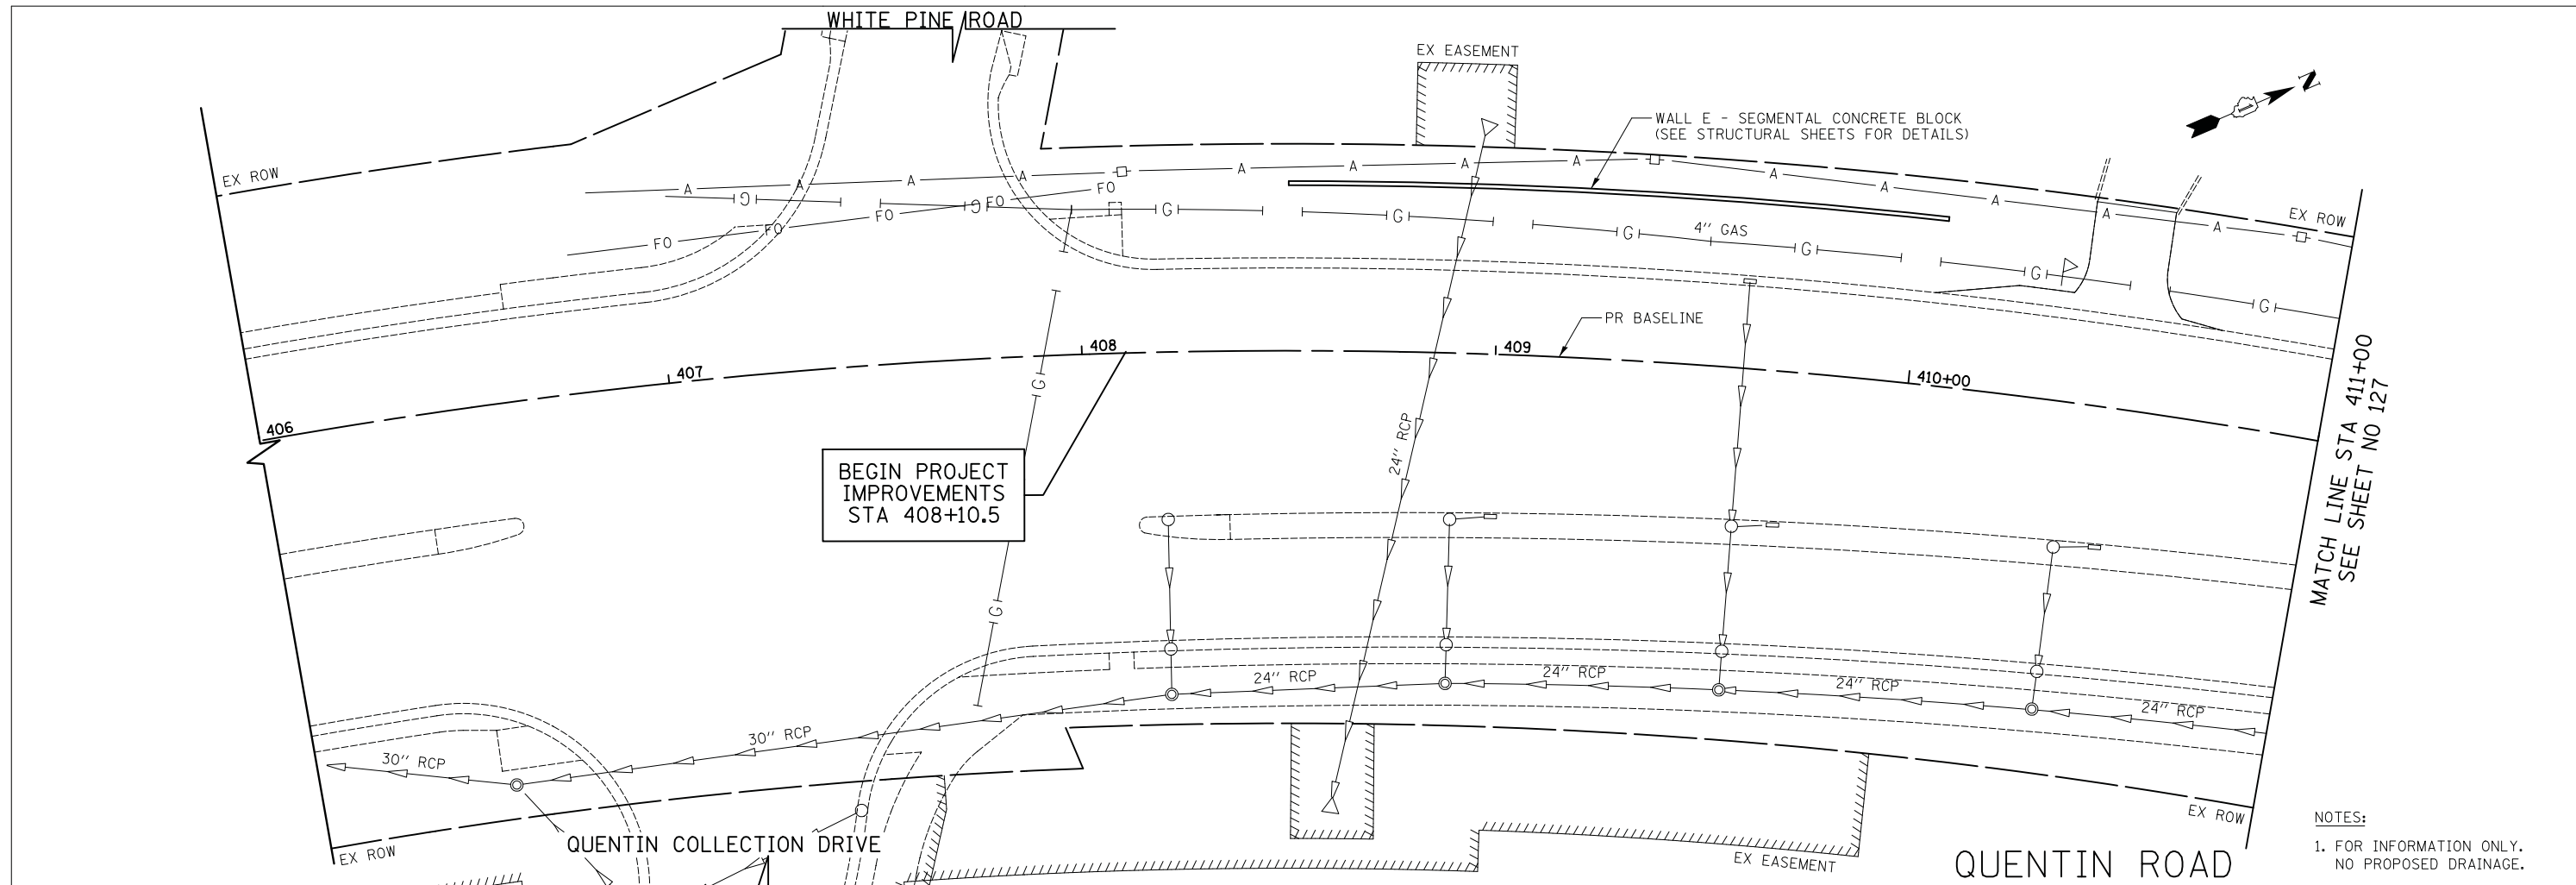 WHITE PINE ROAD
EX EASEMENT
N
WALL E - SEGMENTAL CONCRETE BLOCK
(SEE STRUCTURAL SHEETS FOR DETAILS)
EX ROW
A A A A A A A A A A A A
FO FO FO FO FO
G G G G G G G G
4" GAS
EX ROW
PR BASELINE
406
407
408
409
410+00
G
G
24" RCP
BEGIN PROJECT
IMPROVEMENTS
STA 408+10.5
MATCH LINE STA 411+00
SEE SHEET NO 127
24" RCP
24" RCP
24" RCP
24" RCP
30" RCP
30" RCP
EX ROW
QUENTIN COLLECTION DRIVE
EX EASEMENT
EX ROW
QUENTIN ROAD
NOTES:
1. FOR INFORMATION ONLY.
NO PROPOSED DRAINAGE.